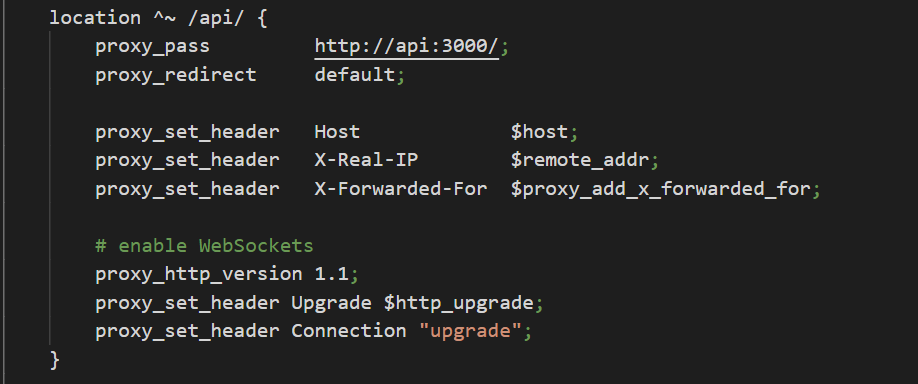 location ^~ /api/ {
    proxy_pass         http://api:3000/;
    proxy_redirect     default;

    proxy_set_header   Host             $host;
    proxy_set_header   X-Real-IP        $remote_addr;
    proxy_set_header   X-Forwarded-For  $proxy_add_x_forwarded_for;

    # enable WebSockets
    proxy_http_version 1.1;
    proxy_set_header Upgrade $http_upgrade;
    proxy_set_header Connection "upgrade";
}